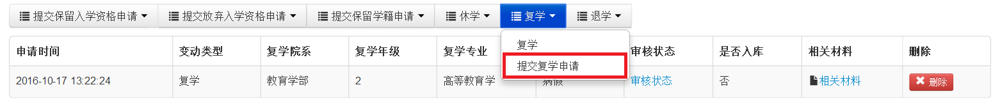 提交保留入学资格申请 提交放弃入学资格申请 提交保留学籍申请 休学 复学 退学
复学
提交复学申请
申请时间 变动类型 复学院系 复学年级 复学专业 审核状态 是否入库 相关材料 删除
2016-10-17 13:22:24 复学 教育学部 2 高等教育学 病假 审核状态 否 相关材料 删除